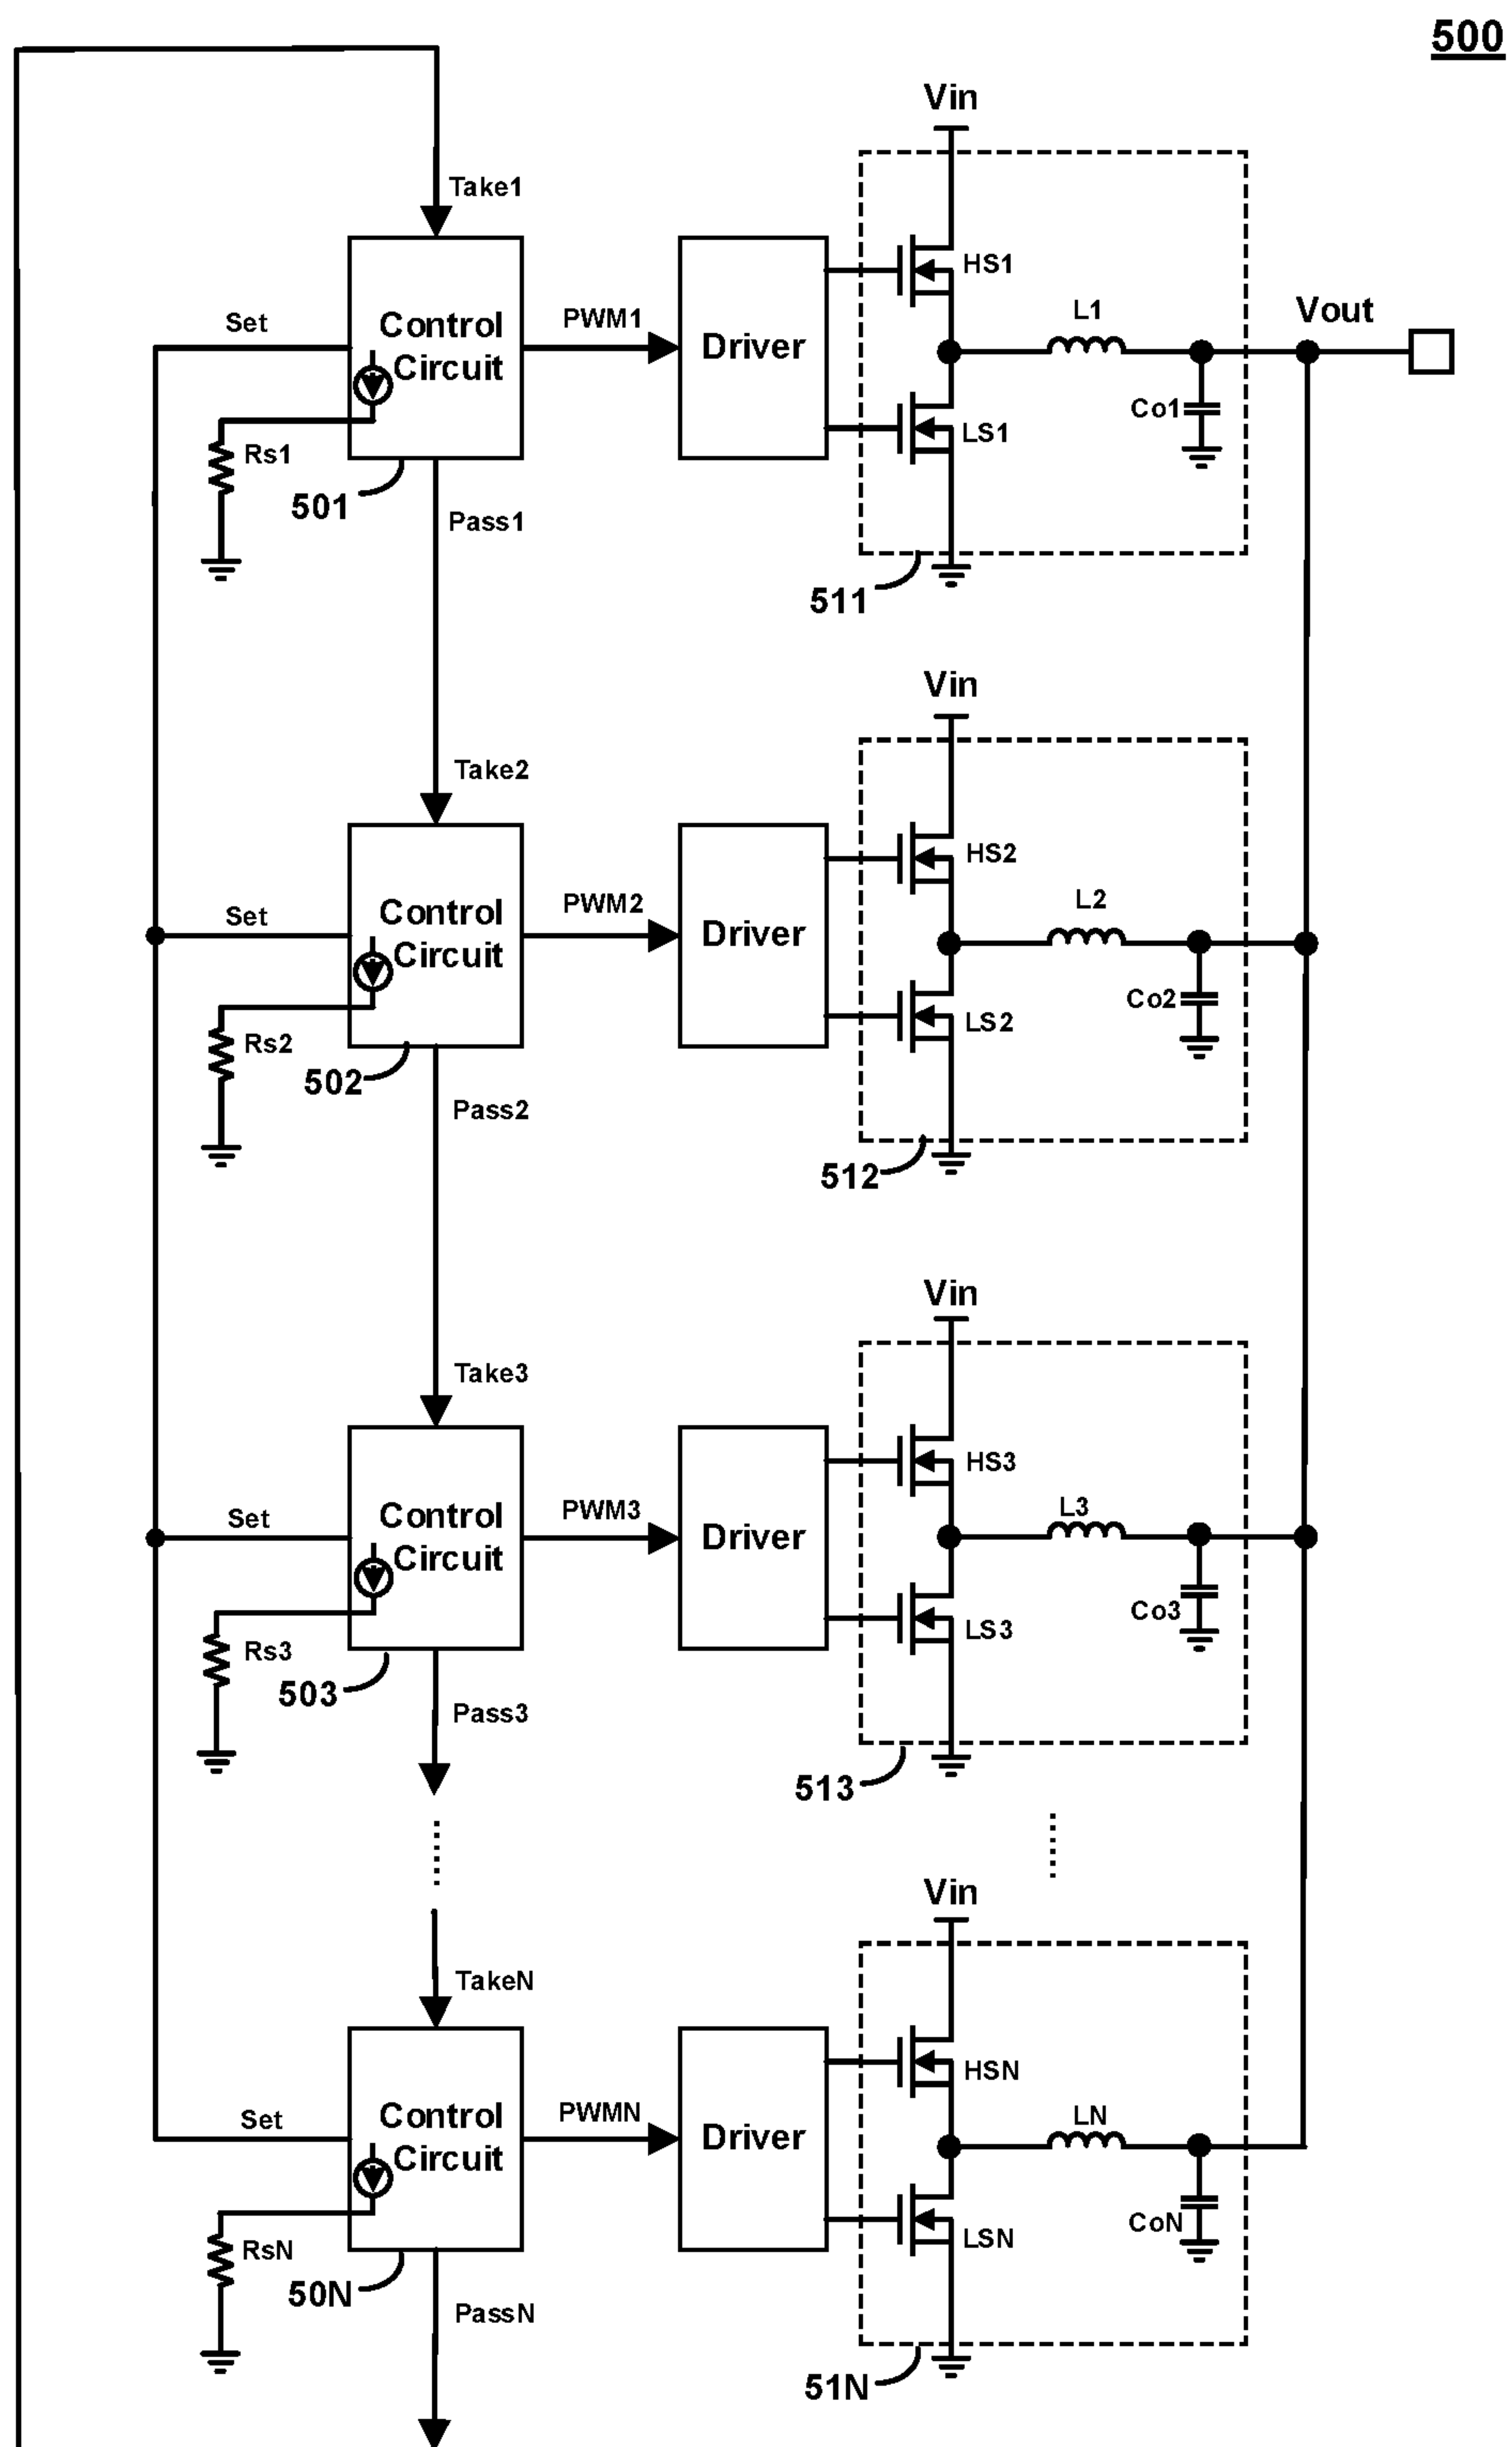 500
Vin
Take1
HS1
Set
Control
Circuit
PWM1
Driver
L1
Vout
Co1
LS1
Rs1
501
Pass1
511
Vin
Take2
HS2
Set
Control
Circuit
PWM2
Driver
L2
Co2
LS2
Rs2
502
Pass2
512
Vin
Take3
HS3
Set
Control
Circuit
PWM3
Driver
L3
Co3
LS3
Rs3
503
Pass3
513
Vin
TakeN
HSN
Set
Control
Circuit
PWMN
Driver
LN
CoN
LSN
RsN
50N
PassN
51N